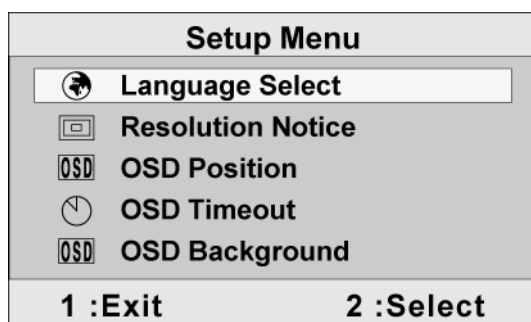 Setup Menu
Language Select
Resolution Notice
OSD OSD Position
OSD Timeout
OSD OSD Background
1 :Exit 2 :Select